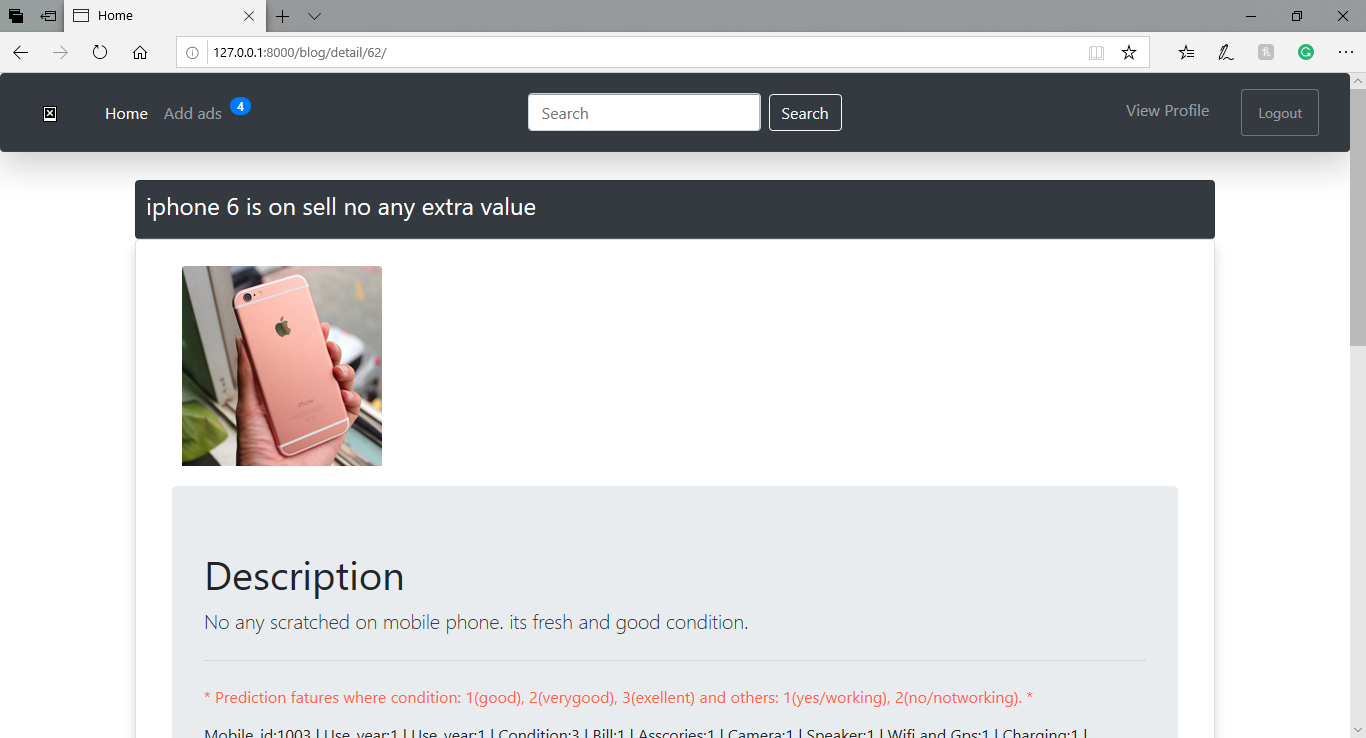 Home
127.0.0.1:8000/blog/detail/62/
Home
Add ads
4
Search
Search
View Profile
Logout
iphone 6 is on sell no any extra value
iPhone
Description
No any scratched on mobile phone. its fresh and good condition.
* Prediction fatures where condition: 1(good), 2(verygood), 3(exellent) and others: 1(yes/working), 2(no/notworking). *
Mobile_id:1003 | Use_year:1 | Use_year:1 | Condition:3 | Bill:1 | Asscories:1 | Camera:1 | Speaker:1 | Wifi_and_Gps:1 | Charging:1 |